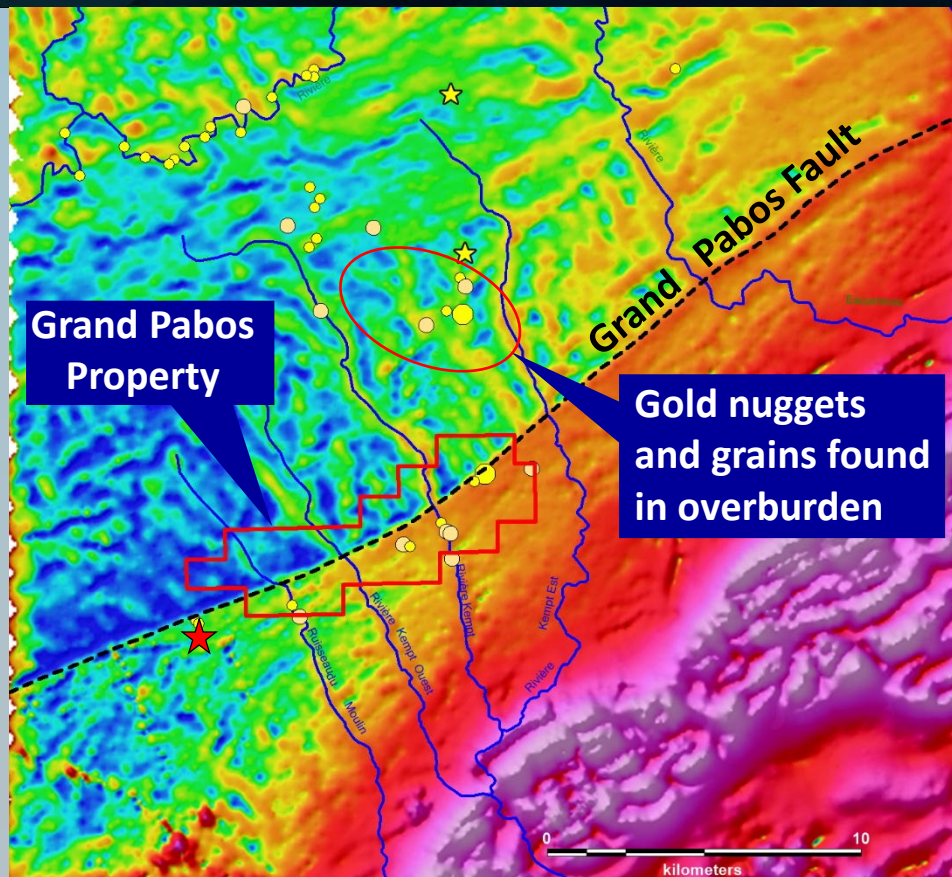 Rivière
Rivière
Grand Pabos Fault
Grand Pabos
Property
Gold nuggets
and grains found
in overburden
Rivière Kempt
Kempt Est
Rivière
Rivière Kempt Ouest
Ruisseau du Moulin
0 10
kilometers